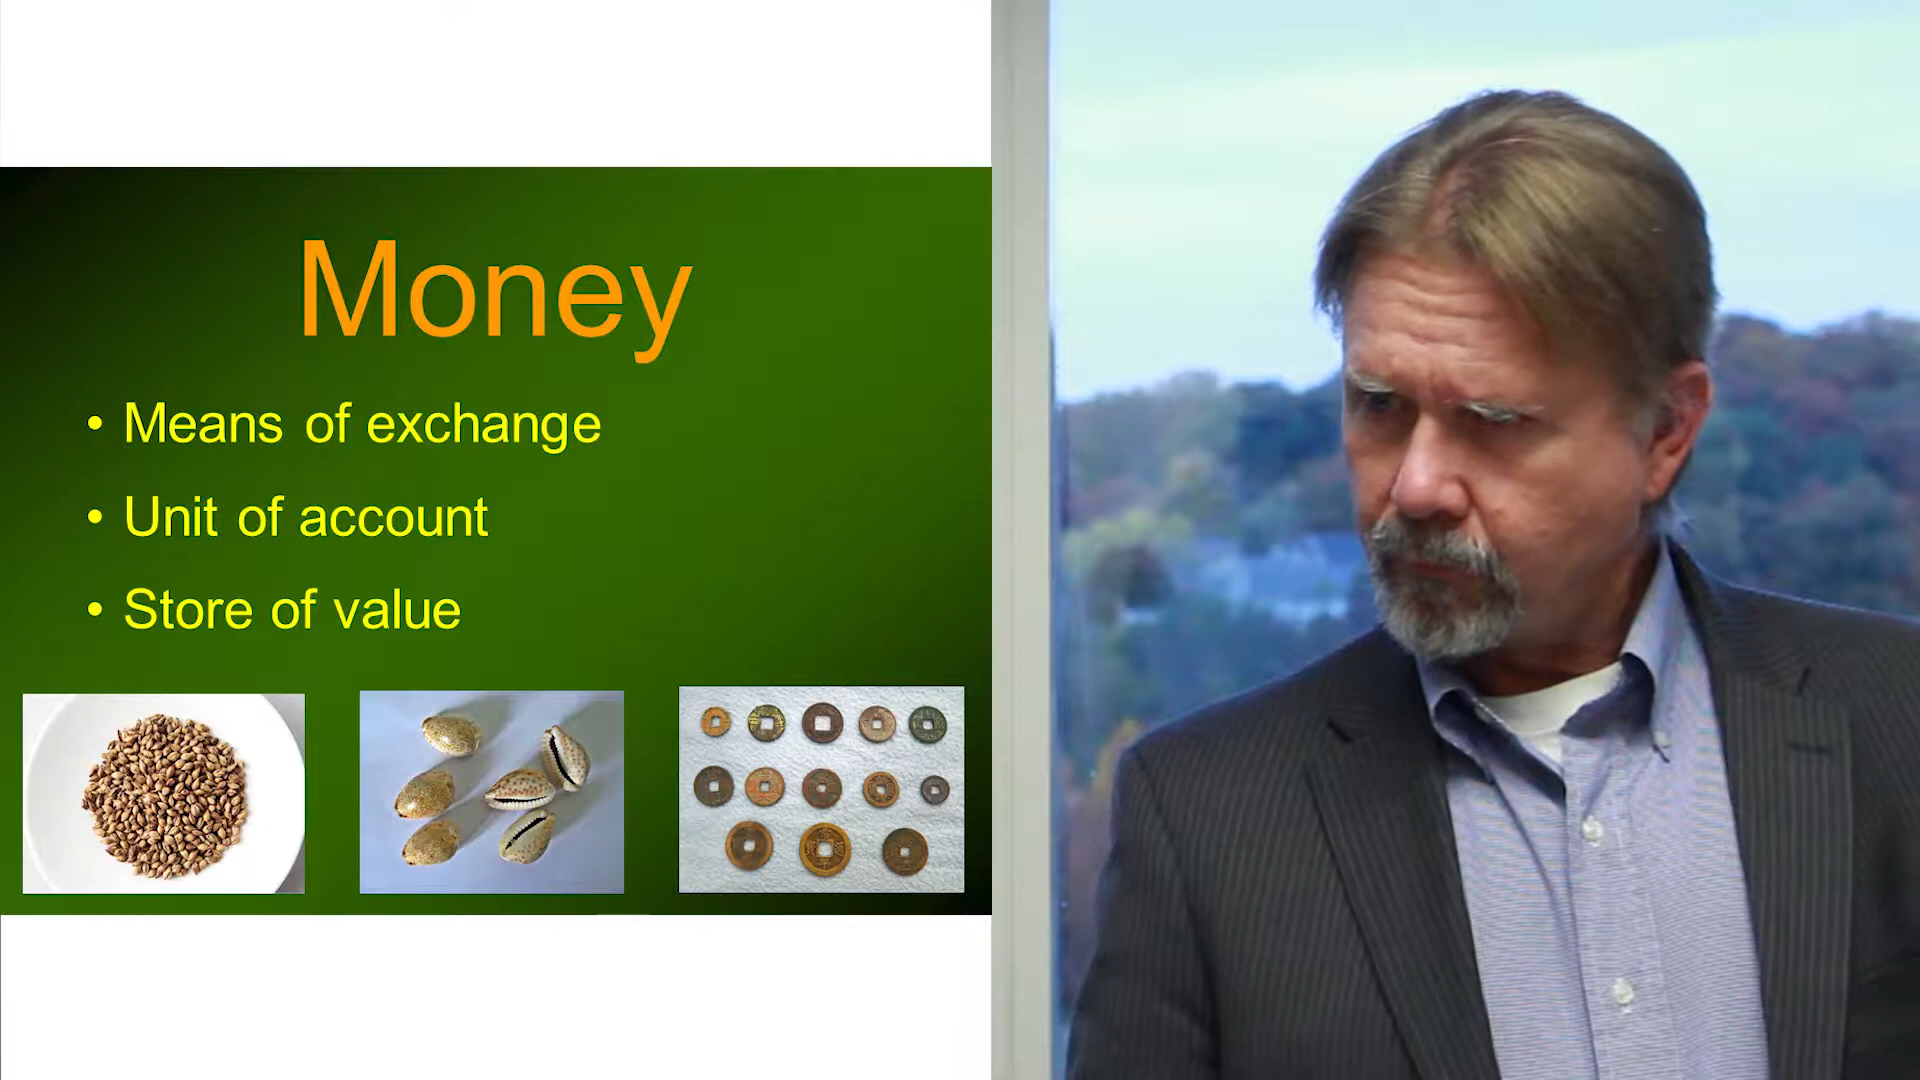 Money
• Means of exchange
• Unit of account
• Store of value